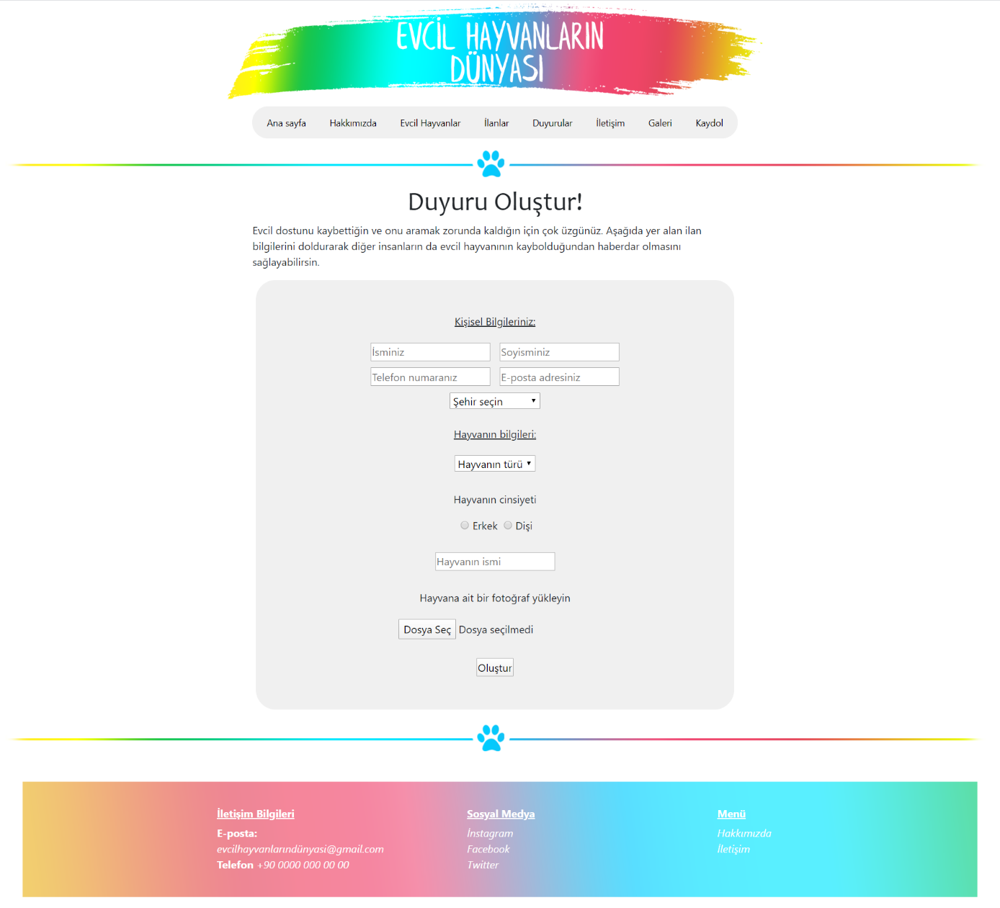 EVCİL HAYVANLARIN
DÜNYASI
Ana sayfa Hakkımızda Evcil Hayvanlar İlanlar Duyurular İletişim Galeri Kaydol
Duyuru Oluştur!
Evcil dostunu kaybettiğin ve onu aramak zorunda kaldığın için çok üzgünüz. Aşağıda yer alan ilan
bilgilerini doldurarak diğer insanların da evcil hayvanının kaybolduğundan haberdar olmasını
sağlayabilirsin.
Kişisel Bilgileriniz:
İsminiz Soyisminiz
Telefon numaranız E-posta adresiniz
Şehir seçin
Hayvanın bilgileri:
Hayvanın türü
Hayvanın cinsiyeti
Erkek Dişi
Hayvanın ismi
Hayvana ait bir fotoğraf yükleyin
Dosya Seç Dosya seçilmedi
Oluştur
İletişim Bilgileri
E-posta:
evcilhayvanlarındünyasi@gmail.com
Telefon +90 0000 000 00 00
Sosyal Medya
İnstagram
Facebook
Twitter
Menü
Hakkımızda
İletişim